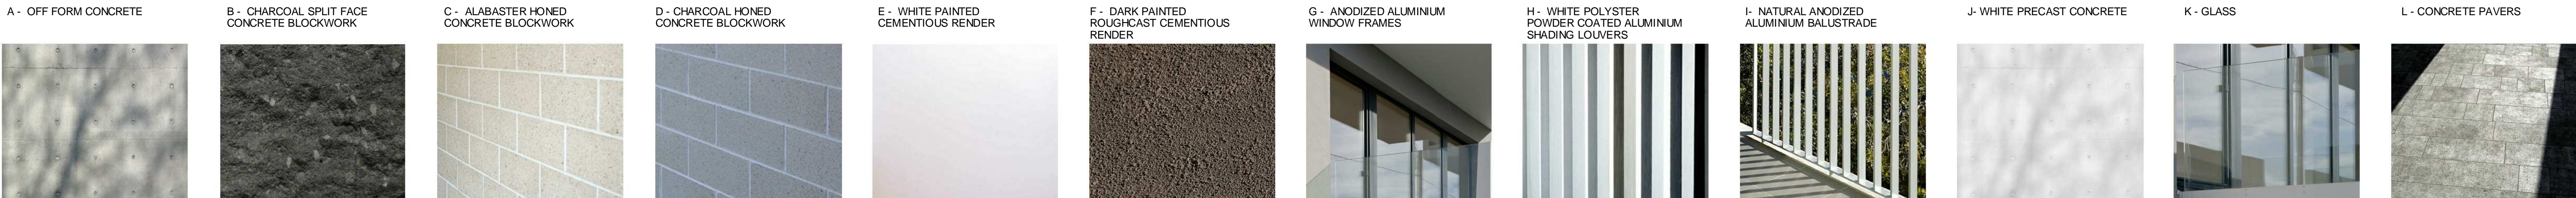 A - OFF FORM CONCRETE
B - CHARCOAL SPLIT FACE
CONCRETE BLOCKWORK
C - ALABASTER HONED
CONCRETE BLOCKWORK
D - CHARCOAL HONED
CONCRETE BLOCKWORK
E - WHITE PAINTED
CEMENTIOUS RENDER
F - DARK PAINTED
ROUGHCAST CEMENTIOUS
RENDER
G - ANODIZED ALUMINIUM
WINDOW FRAMES
H - WHITE POLYSTER
POWDER COATED ALUMINIUM
SHADING LOUVERS
I- NATURAL ANODIZED
ALUMINIUM BALUSTRADE
J- WHITE PRECAST CONCRETE
K - GLASS
L - CONCRETE PAVERS